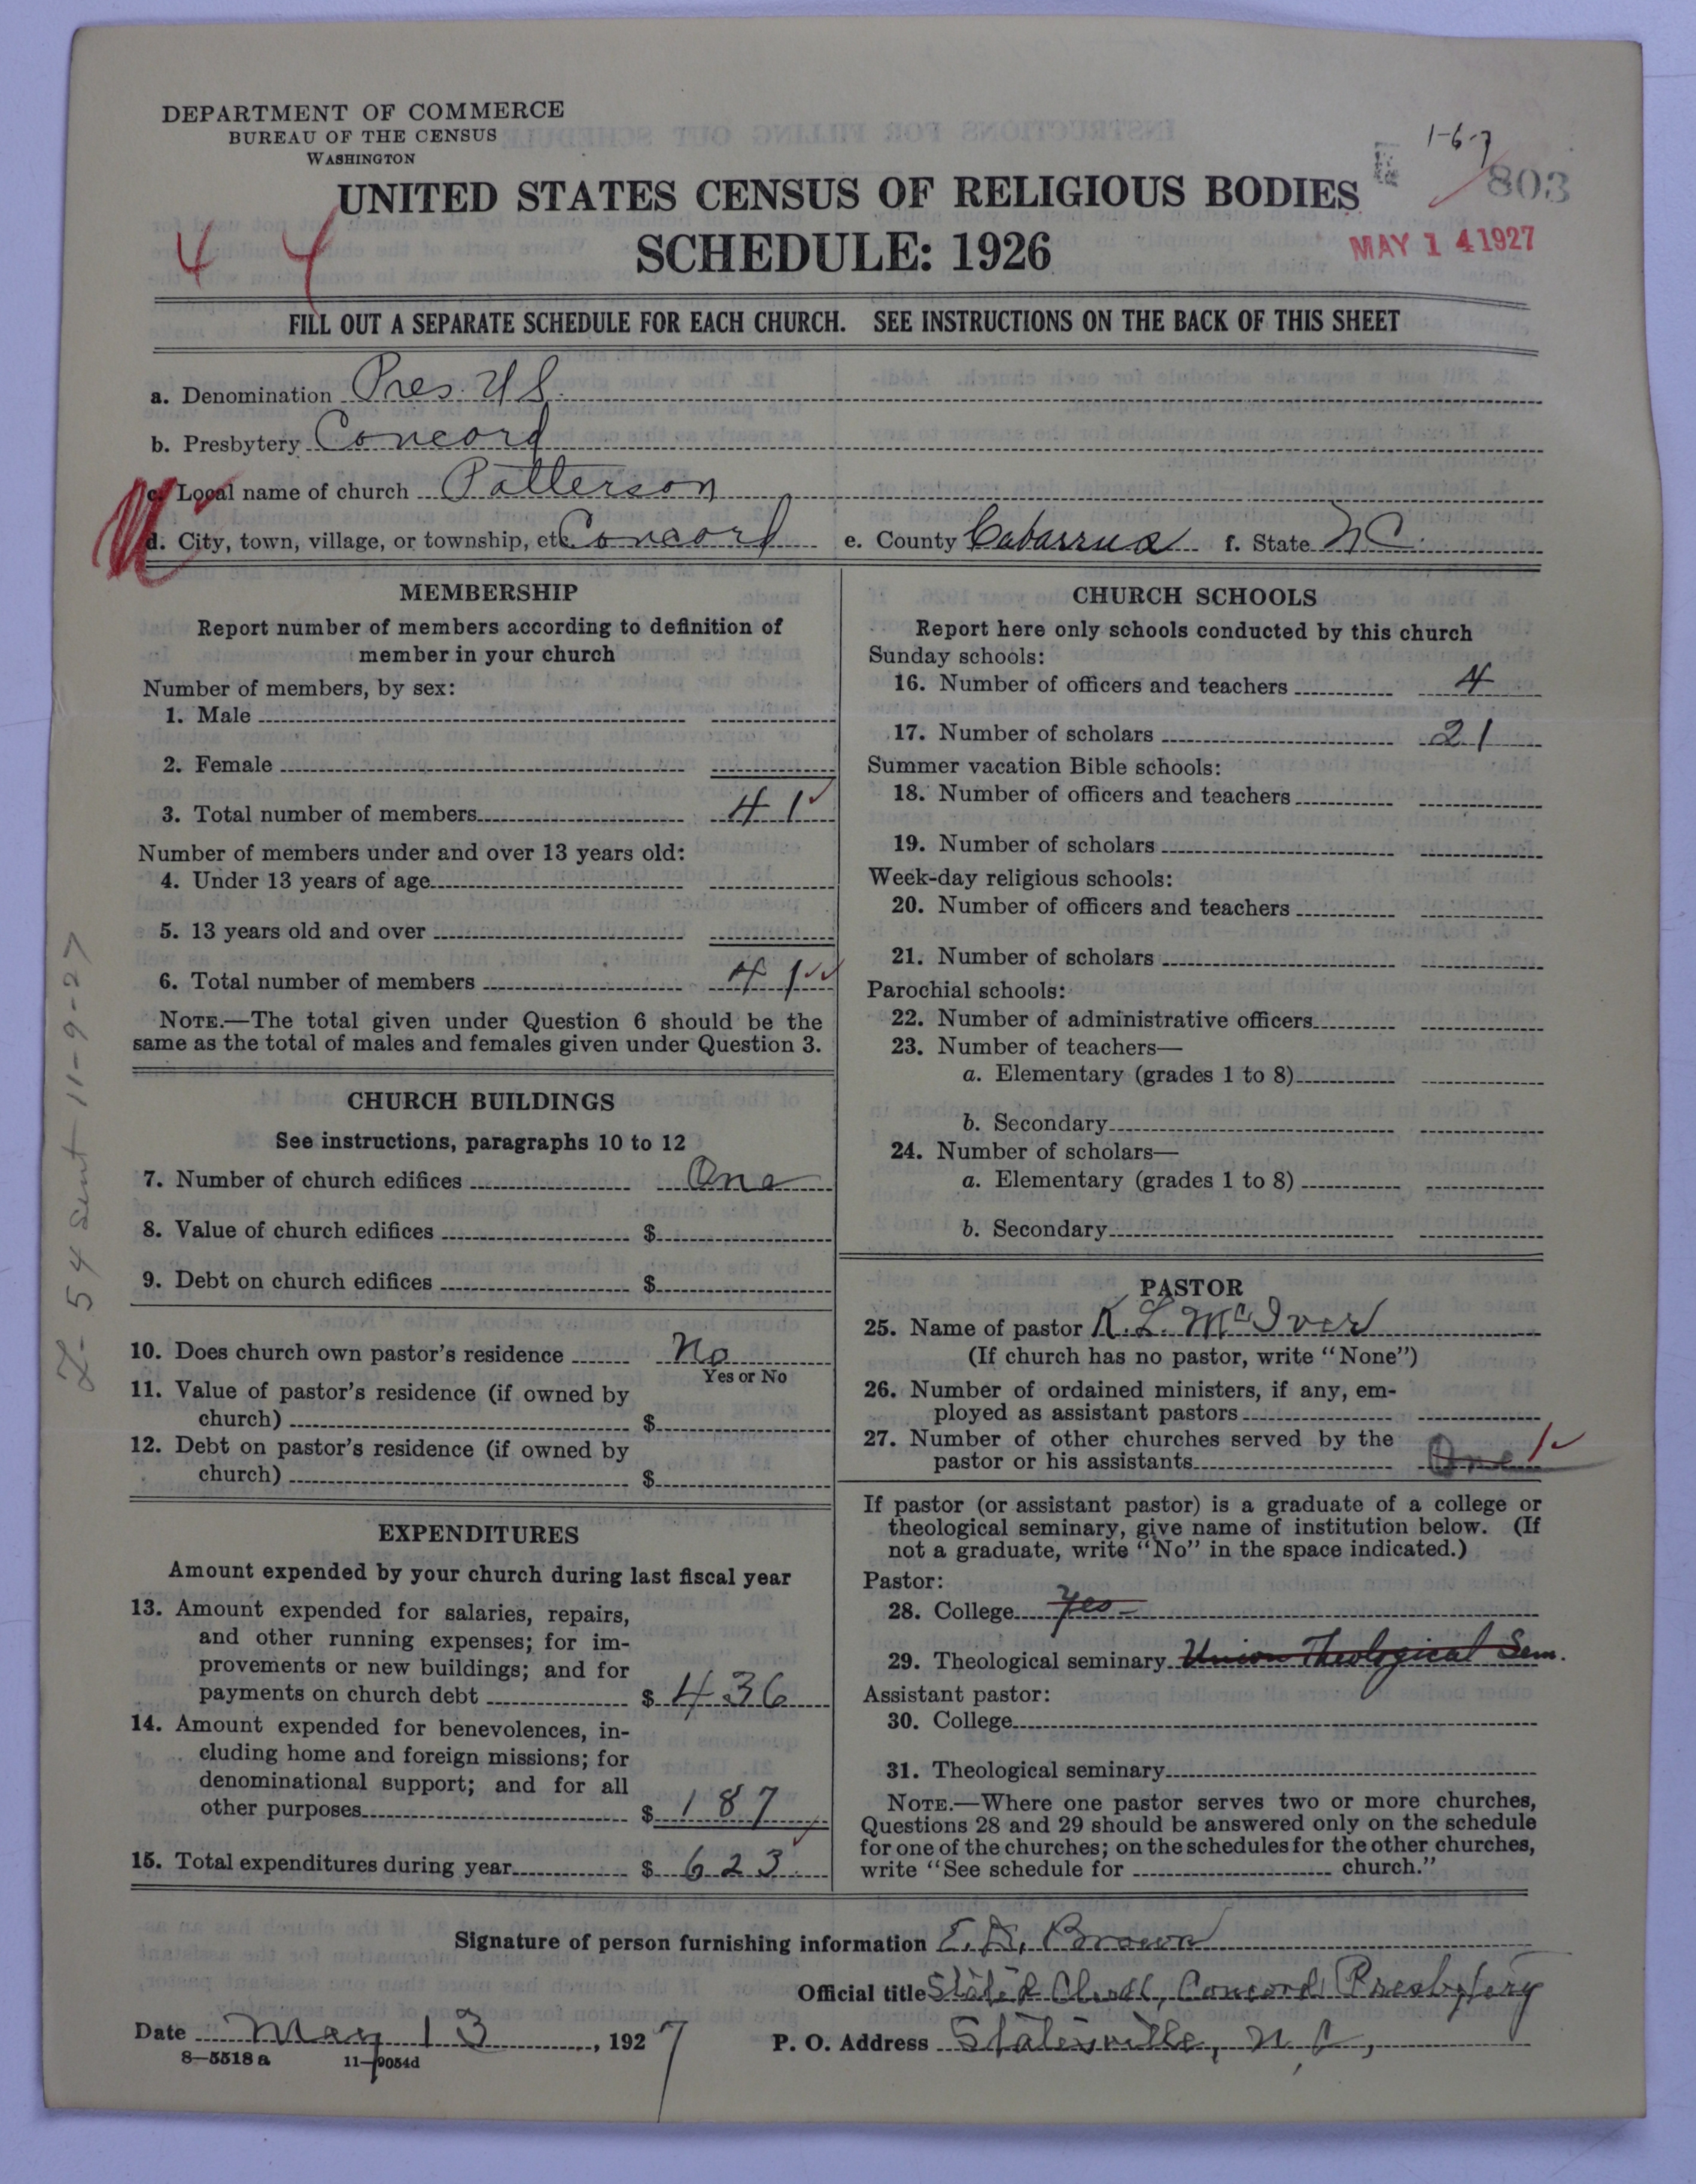 DEPARTMENT OF COMMERCE
BUREAU OF THE CENSUS
WASHINGTON
1-6-7
803
UNITED STATES CENSUS OF RELIGIOUS BODIES
SCHEDULE: 1926
MAY 14 1927
4 4
FILL OUT A SEPARATE SCHEDULE FOR EACH CHURCH. SEE INSTRUCTIONS ON THE BACK OF THIS SHEET
a. Denomination Pres. U S.
b. Presbytery Concord
c. Local name of church Patterson
d. City, town, village, or township, etc Concord e. County Cabarrus f. State N C.
MEMBERSHIP
Report number of members according to definition of
member in your church
Number of members, by sex:
1. Male
2. Female
3. Total number of members 41
Number of members under and over 13 years old:
4. Under 13 years of age
5. 13 years old and over
6. Total number of members 41
NOTE.—The total given under Question 6 should be the
same as the total of males and females given under Question 3.
CHURCH BUILDINGS
See instructions, paragraphs 10 to 12
7. Number of church edifices One
8. Value of church edifices $
9. Debt on church edifices $
10. Does church own pastor's residence No
Yes or No
11. Value of pastor's residence (if owned by
church) $
12. Debt on pastor's residence (if owned by
church) $
EXPENDITURES
Amount expended by your church during last fiscal year
13. Amount expended for salaries, repairs,
and other running expenses; for im-
provements or new buildings; and for
payments on church debt $ 436
14. Amount expended for benevolences, in-
cluding home and foreign missions; for
denominational support; and for all
other purposes $ 187
15. Total expenditures during year $ 623
CHURCH SCHOOLS
Report here only schools conducted by this church
Sunday schools:
16. Number of officers and teachers 4
17. Number of scholars 21
Summer vacation Bible schools:
18. Number of officers and teachers
19. Number of scholars
Week-day religious schools:
20. Number of officers and teachers
21. Number of scholars
Parochial schools:
22. Number of administrative officers
23. Number of teachers—
a. Elementary (grades 1 to 8)
b. Secondary
24. Number of scholars—
a. Elementary (grades 1 to 8)
b. Secondary
PASTOR
25. Name of pastor R. L. McIver
(If church has no pastor, write "None")
26. Number of ordained ministers, if any, em-
ployed as assistant pastors
27. Number of other churches served by the
pastor or his assistants One 1
If pastor (or assistant pastor) is a graduate of a college or
theological seminary, give name of institution below. (If
not a graduate, write "No" in the space indicated.)
Pastor:
28. College Yes
29. Theological seminary Union Theological Sem.
Assistant pastor:
30. College
31. Theological seminary
NOTE.—Where one pastor serves two or more churches,
Questions 28 and 29 should be answered only on the schedule
for one of the churches; on the schedules for the other churches,
write "See schedule for church."
Signature of person furnishing information E. D. Brown
Official title Stated Clerk, Concord Presbytery
Date May 13, 1927 P. O. Address Statesville, N. C,
8-5518 a 11-9054d
L-54 sent 11-9-27